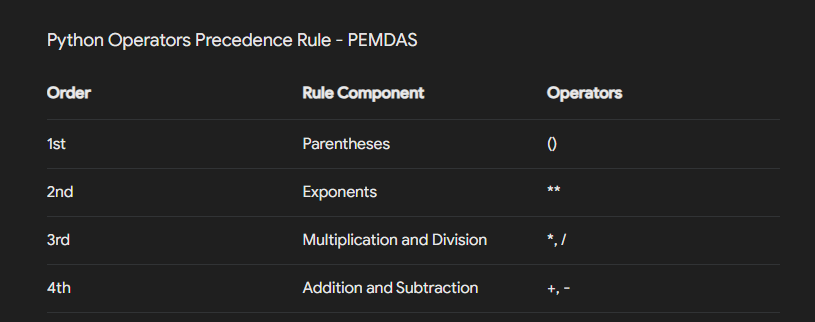 Python Operators Precedence Rule - PEMDAS
Order Rule Component Operators
1st Parentheses ()
2nd Exponents **
3rd Multiplication and Division *, /
4th Addition and Subtraction +, -